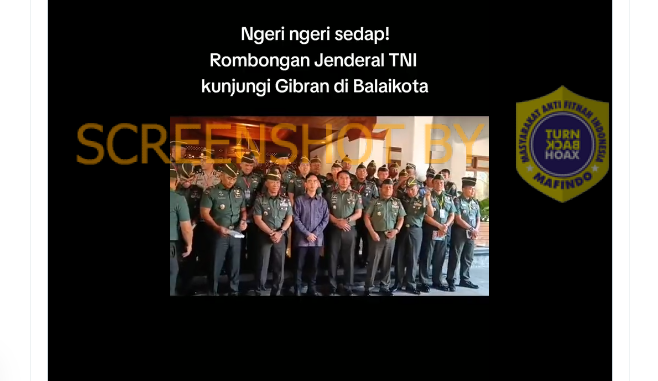 Ngeri ngeri sedap!
Rombongan Jenderal TNI
kunjungi Gibran di Balaikota
SCREENSHOT BY
MASYARAKAT ANTI FITNAH INDONESIA
TURN
BACK
HOAX
MAFINDO